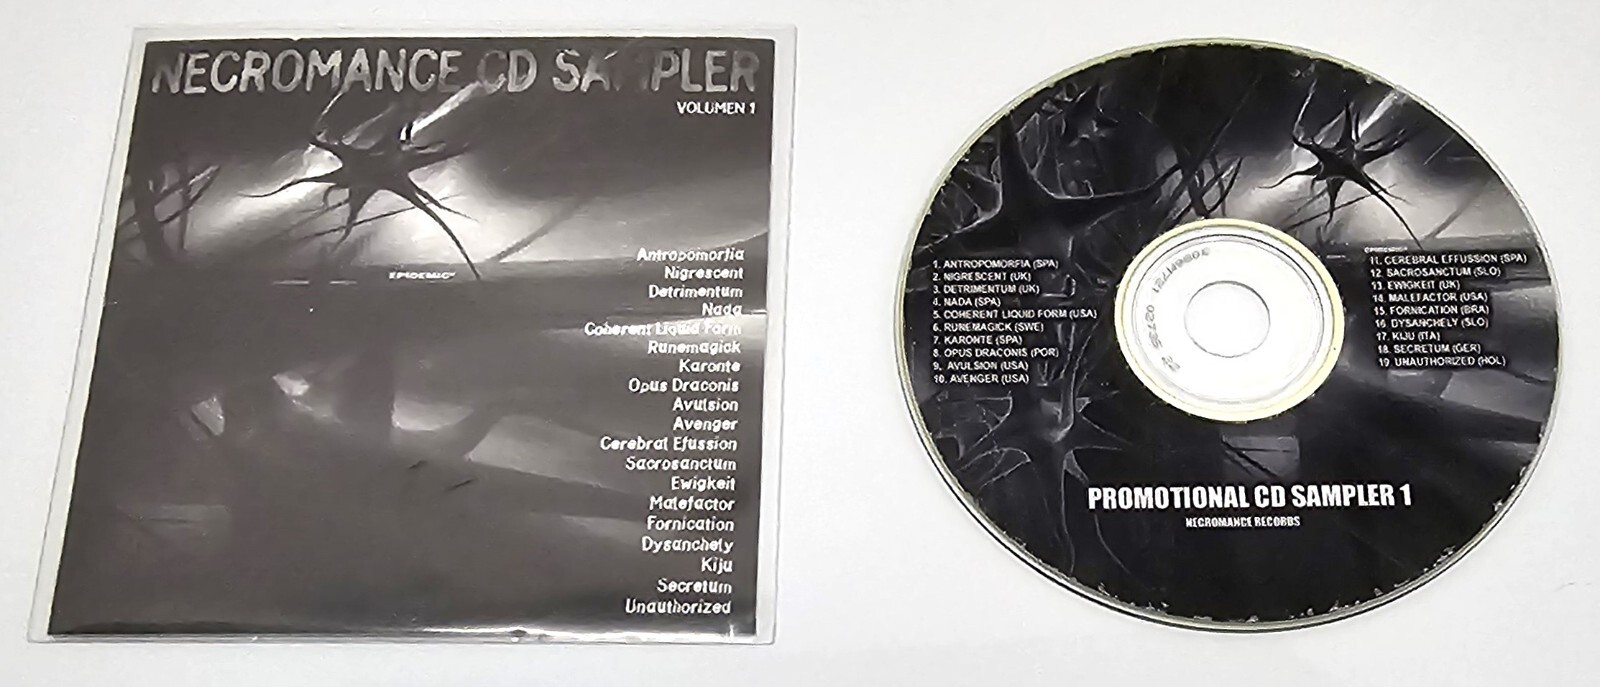 NECROMANCE CD SAMPLER
VOLUMEN 1
EPIDEMIC
Antropomorfia
Nigrescent
Detrimentum
Nada
Coherent Liquid Form
Runemagick
Karonte
Opus Draconis
Avulsion
Avenger
Cerebral Efussion
Sacrosanctum
Ewigkeit
Malefactor
Fornication
Dysanchely
Kiju
Secretum
Unauthorized
1. ANTROPOMORFIA (SPA)
2. NIGRESCENT (UK)
3. DETRIMENTUM (UK)
4. NADA (SPA)
5. COHERENT LIQUID FORM (USA)
6. RUNEMAGICK (SWE)
7. KARONTE (SPA)
8. OPUS DRACONIS (POR)
9. AVULSION (USA)
10. AVENGER (USA)
EPIDEMIC
11. CEREBRAL EFFUSSION (SPA)
12. SACROSANCTUM (SLO)
13. EWIGKEIT (UK)
14. MALEFACTOR (USA)
15. FORNICATION (BRA)
16. DYSANCHELY (SLO)
17. KIJU (ITA)
18. SECRETUM (GER)
19. UNAUTHORIZED (HOL)
PROMOTIONAL CD SAMPLER 1
NECROMANCE RECORDS